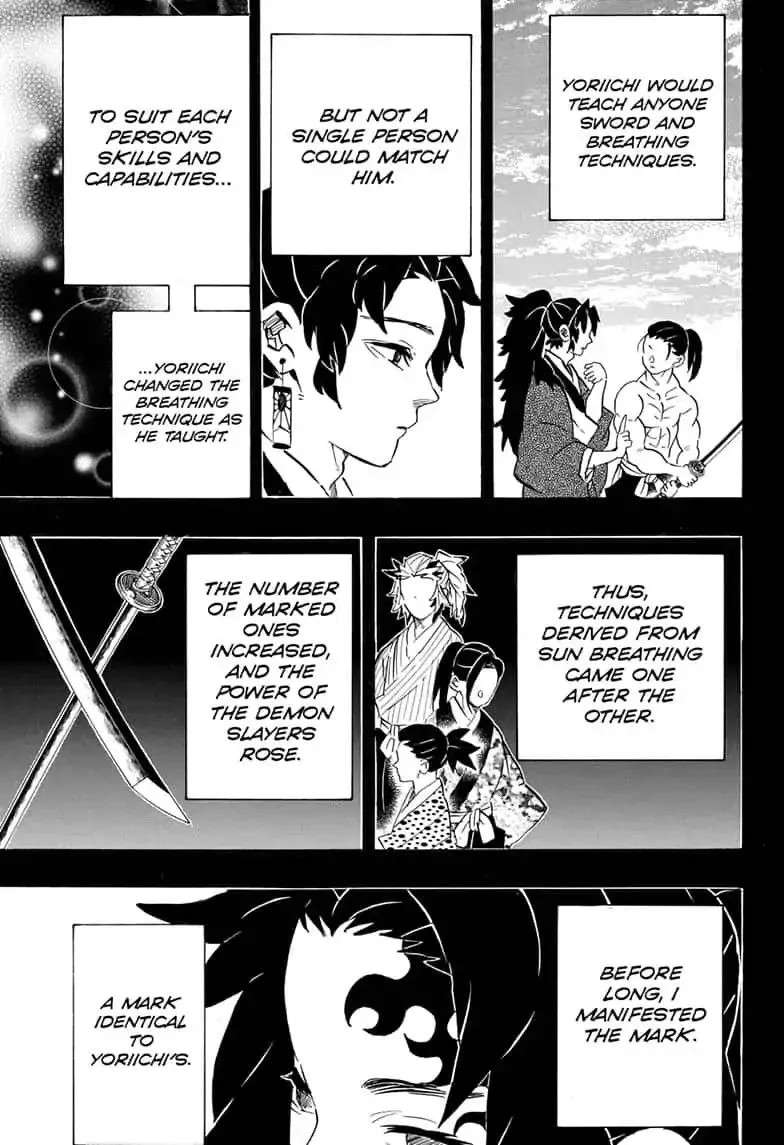 YORIICHI WOULD
TEACH ANYONE
SWORD AND
BREATHING
TECHNIQUES.
BUT NOT A
SINGLE PERSON
COULD MATCH
HIM.
TO SUIT EACH
PERSON'S
SKILLS AND
CAPABILITIES...
...YORIICHI
CHANGED THE
BREATHING
TECHNIQUE AS
HE TAUGHT.
THUS,
TECHNIQUES
DERIVED FROM
SUN BREATHING
CAME ONE
AFTER THE
OTHER.
THE NUMBER
OF MARKED
ONES
INCREASED,
AND THE
POWER OF
THE DEMON
SLAYERS
ROSE.
BEFORE
LONG, I
MANIFESTED
THE MARK.
A MARK
IDENTICAL
TO
YORIICHI'S.